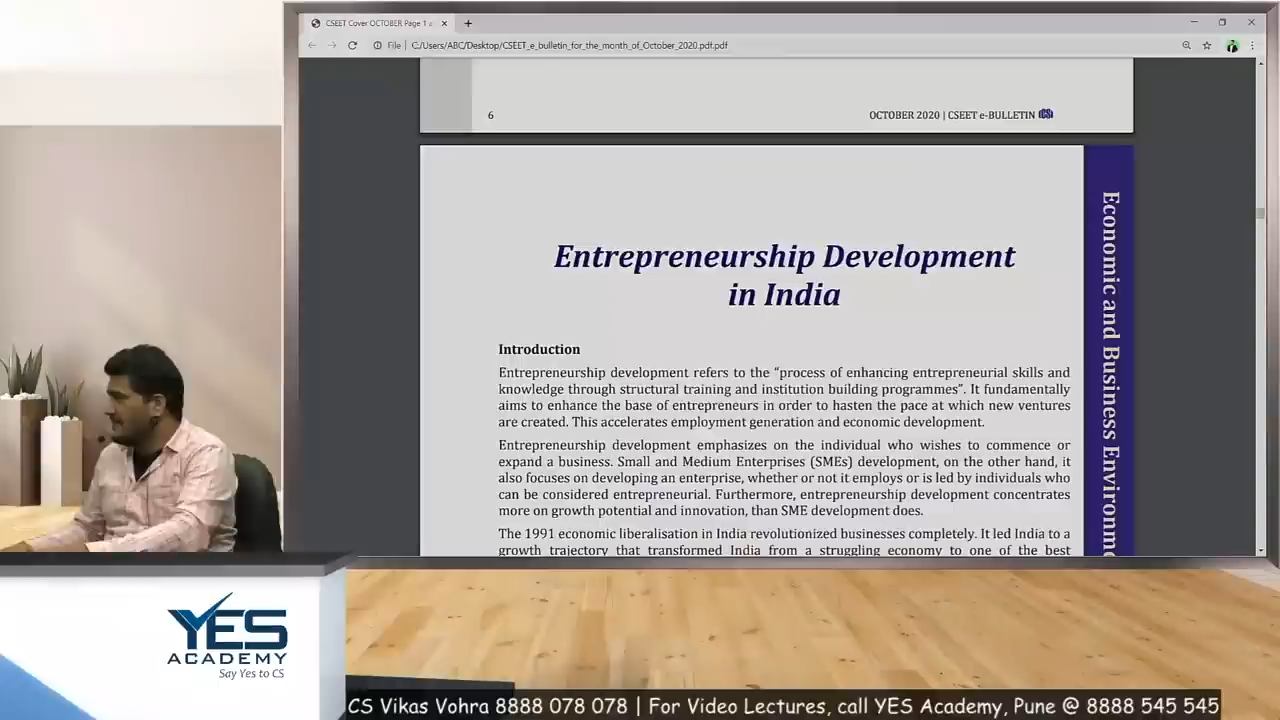 CSEET Cover OCTOBER Page 1
File
C:/Users/ABC/Desktop/CSEET_e_bulletin_for_the_month_of_October_2020.pdf.pdf
6
OCTOBER 2020 | CSEET e-BULLETIN
Economic and Business Environm
Entrepreneurship Development
in India
Introduction
Entrepreneurship development refers to the “process of enhancing entrepreneurial skills and
knowledge through structural training and institution building programmes”. It fundamentally
aims to enhance the base of entrepreneurs in order to hasten the pace at which new ventures
are created. This accelerates employment generation and economic development.
Entrepreneurship development emphasizes on the individual who wishes to commence or
expand a business. Small and Medium Enterprises (SMEs) development, on the other hand, it
also focuses on developing an enterprise, whether or not it employs or is led by individuals who
can be considered entrepreneurial. Furthermore, entrepreneurship development concentrates
more on growth potential and innovation, than SME development does.
The 1991 economic liberalisation in India revolutionized businesses completely. It led India to a
growth trajectory that transformed India from a struggling economy to one of the best
YES
ACADEMY
Say Yes to CS
CS Vikas Vohra 8888 078 078 | For Video Lectures, call YES Academy, Pune @ 8888 545 545